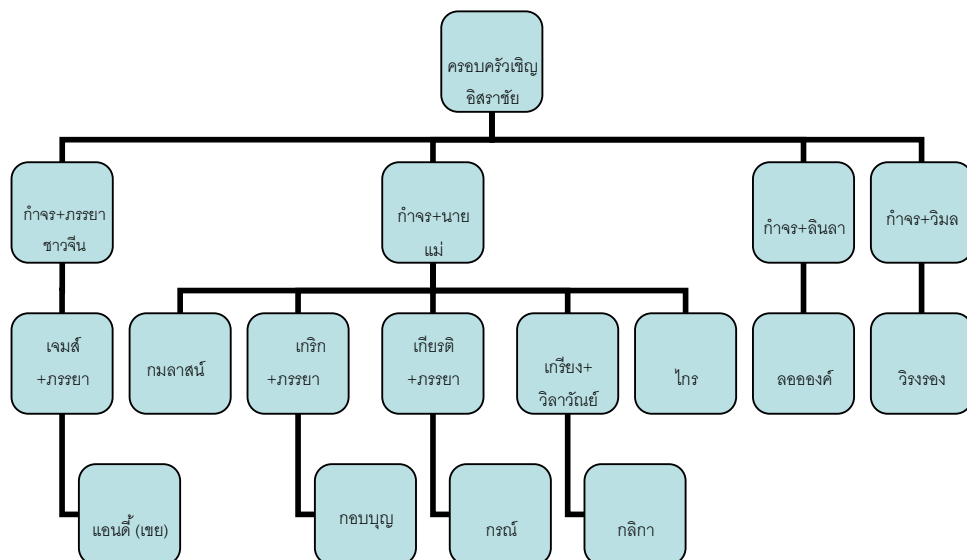 ครอบครัวเชิญ
อิสราชัย
กำจร+ภรรยา
ชาวจีน
กำจร+นาย
แม่
กำจร+ลินลา
กำจร+วิมล
เจมส์
+ภรรยา
กมลาสน์
เกริก
+ภรรยา
เกียรติ
+ภรรยา
เกรียง+
วิลาวัณย์
ไกร
ลอออค์
วิรงรอง
แอนดี้ (เขย)
กอบบุญ
กรณ์
กลิกา